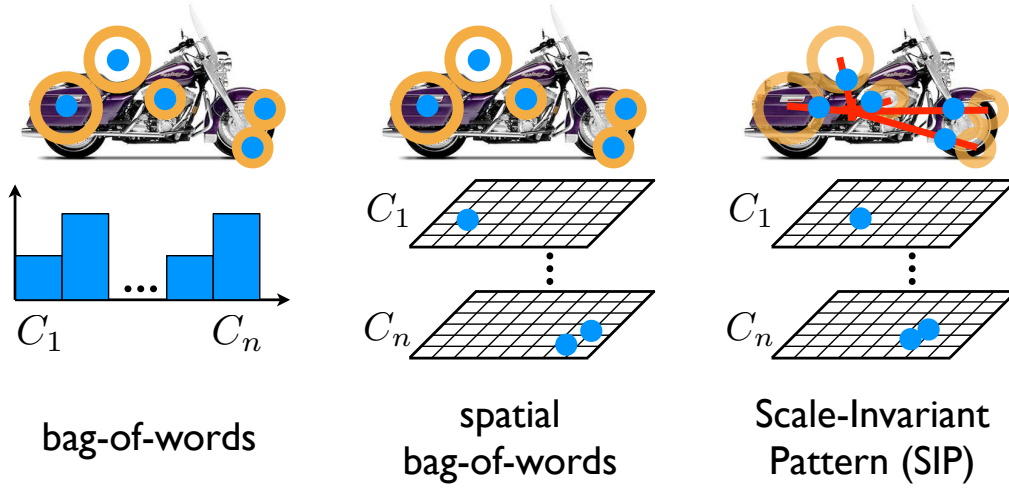 C₁
Cₙ
bag-of-words
C₁
Cₙ
spatial
bag-of-words
C₁
Cₙ
Scale-Invariant
Pattern (SIP)